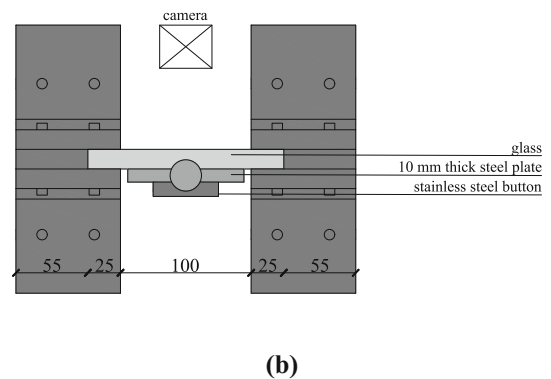 camera
glass
10 mm thick steel plate
stainless steel button
55 25 100 25 55
(b)